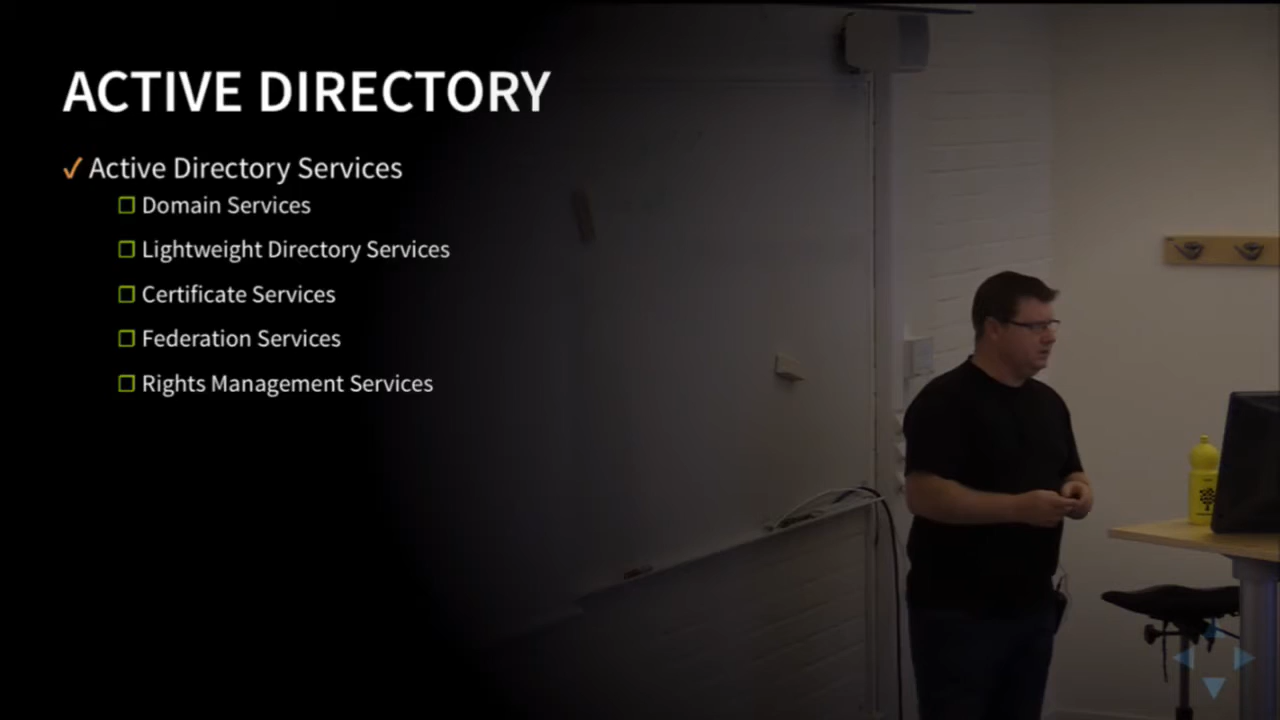 ACTIVE DIRECTORY
✓ Active Directory Services
❐ Domain Services
❐ Lightweight Directory Services
❐ Certificate Services
❐ Federation Services
❐ Rights Management Services